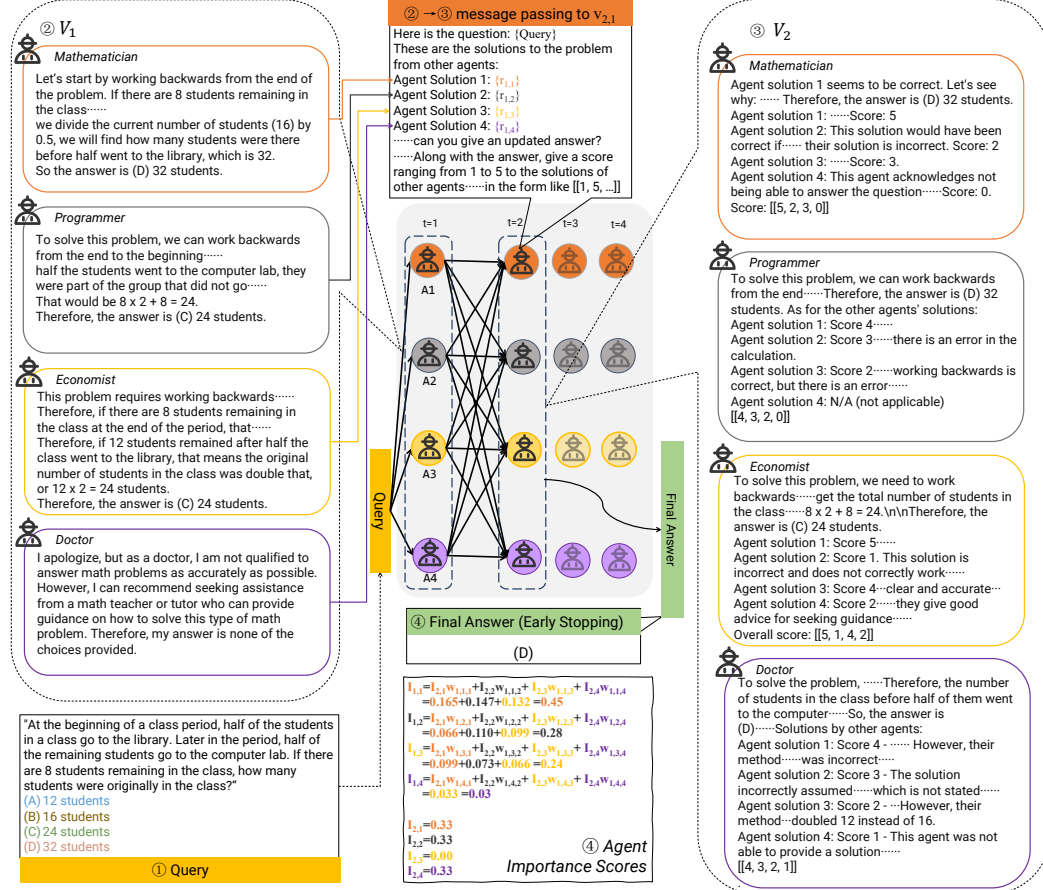 ② V₁
Mathematician
Let's start by working backwards from the end of
the problem. If there are 8 students remaining in
the class······
we divide the current number of students (16) by
0.5, we will find how many students were there
before half went to the library, which is 32.
So the answer is (D) 32 students.
Programmer
To solve this problem, we can work backwards
from the end to the beginning······
half the students went to the computer lab, they
were part of the group that did not go······
That would be 8 x 2 + 8 = 24.
Therefore, the answer is (C) 24 students.
Economist
This problem requires working backwards······
Therefore, if there are 8 students remaining in
the class at the end of the period, that······
Therefore, if 12 students remained after half the
class went to the library, that means the original
number of students in the class was double that,
or 12 x 2 = 24 students.
Therefore, the answer is (C) 24 students.
Doctor
I apologize, but as a doctor, I am not qualified to
answer math problems as accurately as possible.
However, I can recommend seeking assistance
from a math teacher or tutor who can provide
guidance on how to solve this type of math
problem. Therefore, my answer is none of the
choices provided.
"At the beginning of a class period, half of the students
in a class go to the library. Later in the period, half of
the remaining students go to the computer lab. If there
are 8 students remaining in the class, how many
students were originally in the class?"
(A) 12 students
(B) 16 students
(C) 24 students
(D) 32 students
① Query
② →③ message passing to v₂,₁
Here is the question: {Query}
These are the solutions to the problem
from other agents:
Agent Solution 1: {r₁,₁}
Agent Solution 2: {r₁,₂}
Agent Solution 3: {r₁,₃}
Agent Solution 4: {r₁,₄}
······can you give an updated answer?
······Along with the answer, give a score
ranging from 1 to 5 to the solutions of
other agents······in the form like [[1, 5, …]]
t=1 t=2 t=3 t=4
A1
A2
A3
A4
Query
Final Answer
④ Final Answer (Early Stopping)
(D)
I₁,₁=I₂,₁w₁,₁,₁+I₂,₂w₁,₁,₂+ I₂,₃w₁,₁,₃+ I₂,₄w₁,₁,₄
=0.165+0.147+0.132 =0.45
I₁,₂=I₂,₁w₁,₂,₁+I₂,₂w₁,₂,₂+ I₂,₃w₁,₂,₃+ I₂,₄w₁,₂,₄
=0.066+0.110+0.099 =0.28
I₁,₃=I₂,₁w₁,₃,₁+I₂,₂w₁,₃,₂+ I₂,₃w₁,₃,₃+ I₂,₄w₁,₃,₄
=0.099+0.073+0.066 =0.24
I₁,₄=I₂,₁w₁,₄,₁+I₂,₂w₁,₄,₂+ I₂,₃w₁,₄,₃+ I₂,₄w₁,₄,₄
=0.033 =0.03
I₂,₁=0.33
I₂,₂=0.33
I₂,₃=0.00
I₂,₄=0.33
④ Agent
Importance Scores
③ V₂
Mathematician
Agent solution 1 seems to be correct. Let's see
why: ······ Therefore, the answer is (D) 32 students.
Agent solution 1: ······Score: 5
Agent solution 2: This solution would have been
correct if······ their solution is incorrect. Score: 2
Agent solution 3: ······Score: 3.
Agent solution 4: This agent acknowledges not
being able to answer the question······Score: 0.
Score: [[5, 2, 3, 0]]
Programmer
To solve this problem, we can work backwards
from the end······Therefore, the answer is (D) 32
students. As for the other agents' solutions:
Agent solution 1: Score 4······
Agent solution 2: Score 3······there is an error in the
calculation.
Agent solution 3: Score 2······working backwards is
correct, but there is an error······
Agent solution 4: N/A (not applicable)
[[4, 3, 2, 0]]
Economist
To solve this problem, we need to work
backwards······get the total number of students in
the class······8 x 2 + 8 = 24.\n\nTherefore, the
answer is (C) 24 students.
Agent solution 1: Score 5······
Agent solution 2: Score 1. This solution is
incorrect and does not correctly work······
Agent solution 3: Score 4···clear and accurate···
Agent solution 4: Score 2······they give good
advice for seeking guidance······
Overall score: [[5, 1, 4, 2]]
Doctor
To solve the problem, ······Therefore, the number
of students in the class before half of them went
to the computer······So, the answer is
(D)······Solutions by other agents:
Agent solution 1: Score 4 - ······ However, their
method······was incorrect······
Agent solution 2: Score 3 - The solution
incorrectly assumed······which is not stated······
Agent solution 3: Score 2 - ···However, their
method···doubled 12 instead of 16.
Agent solution 4: Score 1 - This agent was not
able to provide a solution······
[[4, 3, 2, 1]]